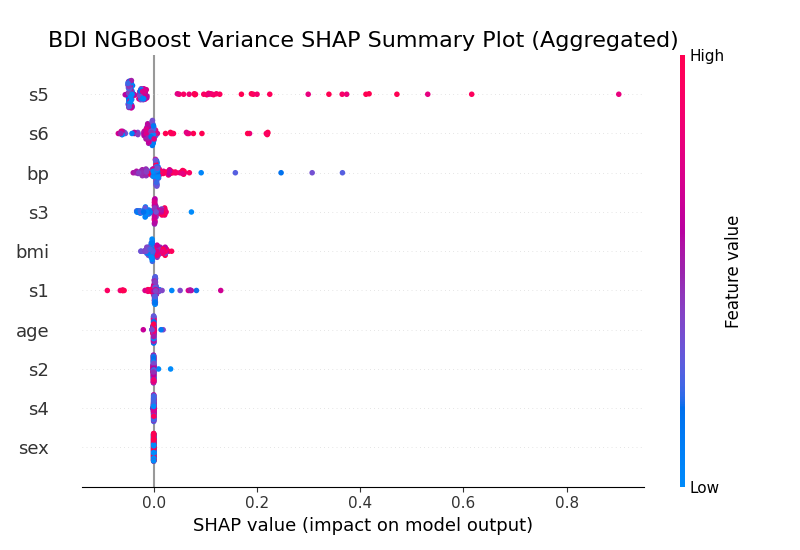 BDI NGBoost Variance SHAP Summary Plot (Aggregated)
High
s5
s6
bp
s3
bmi
s1
age
s2
s4
sex
Feature value
Low
0.0 0.2 0.4 0.6 0.8
SHAP value (impact on model output)